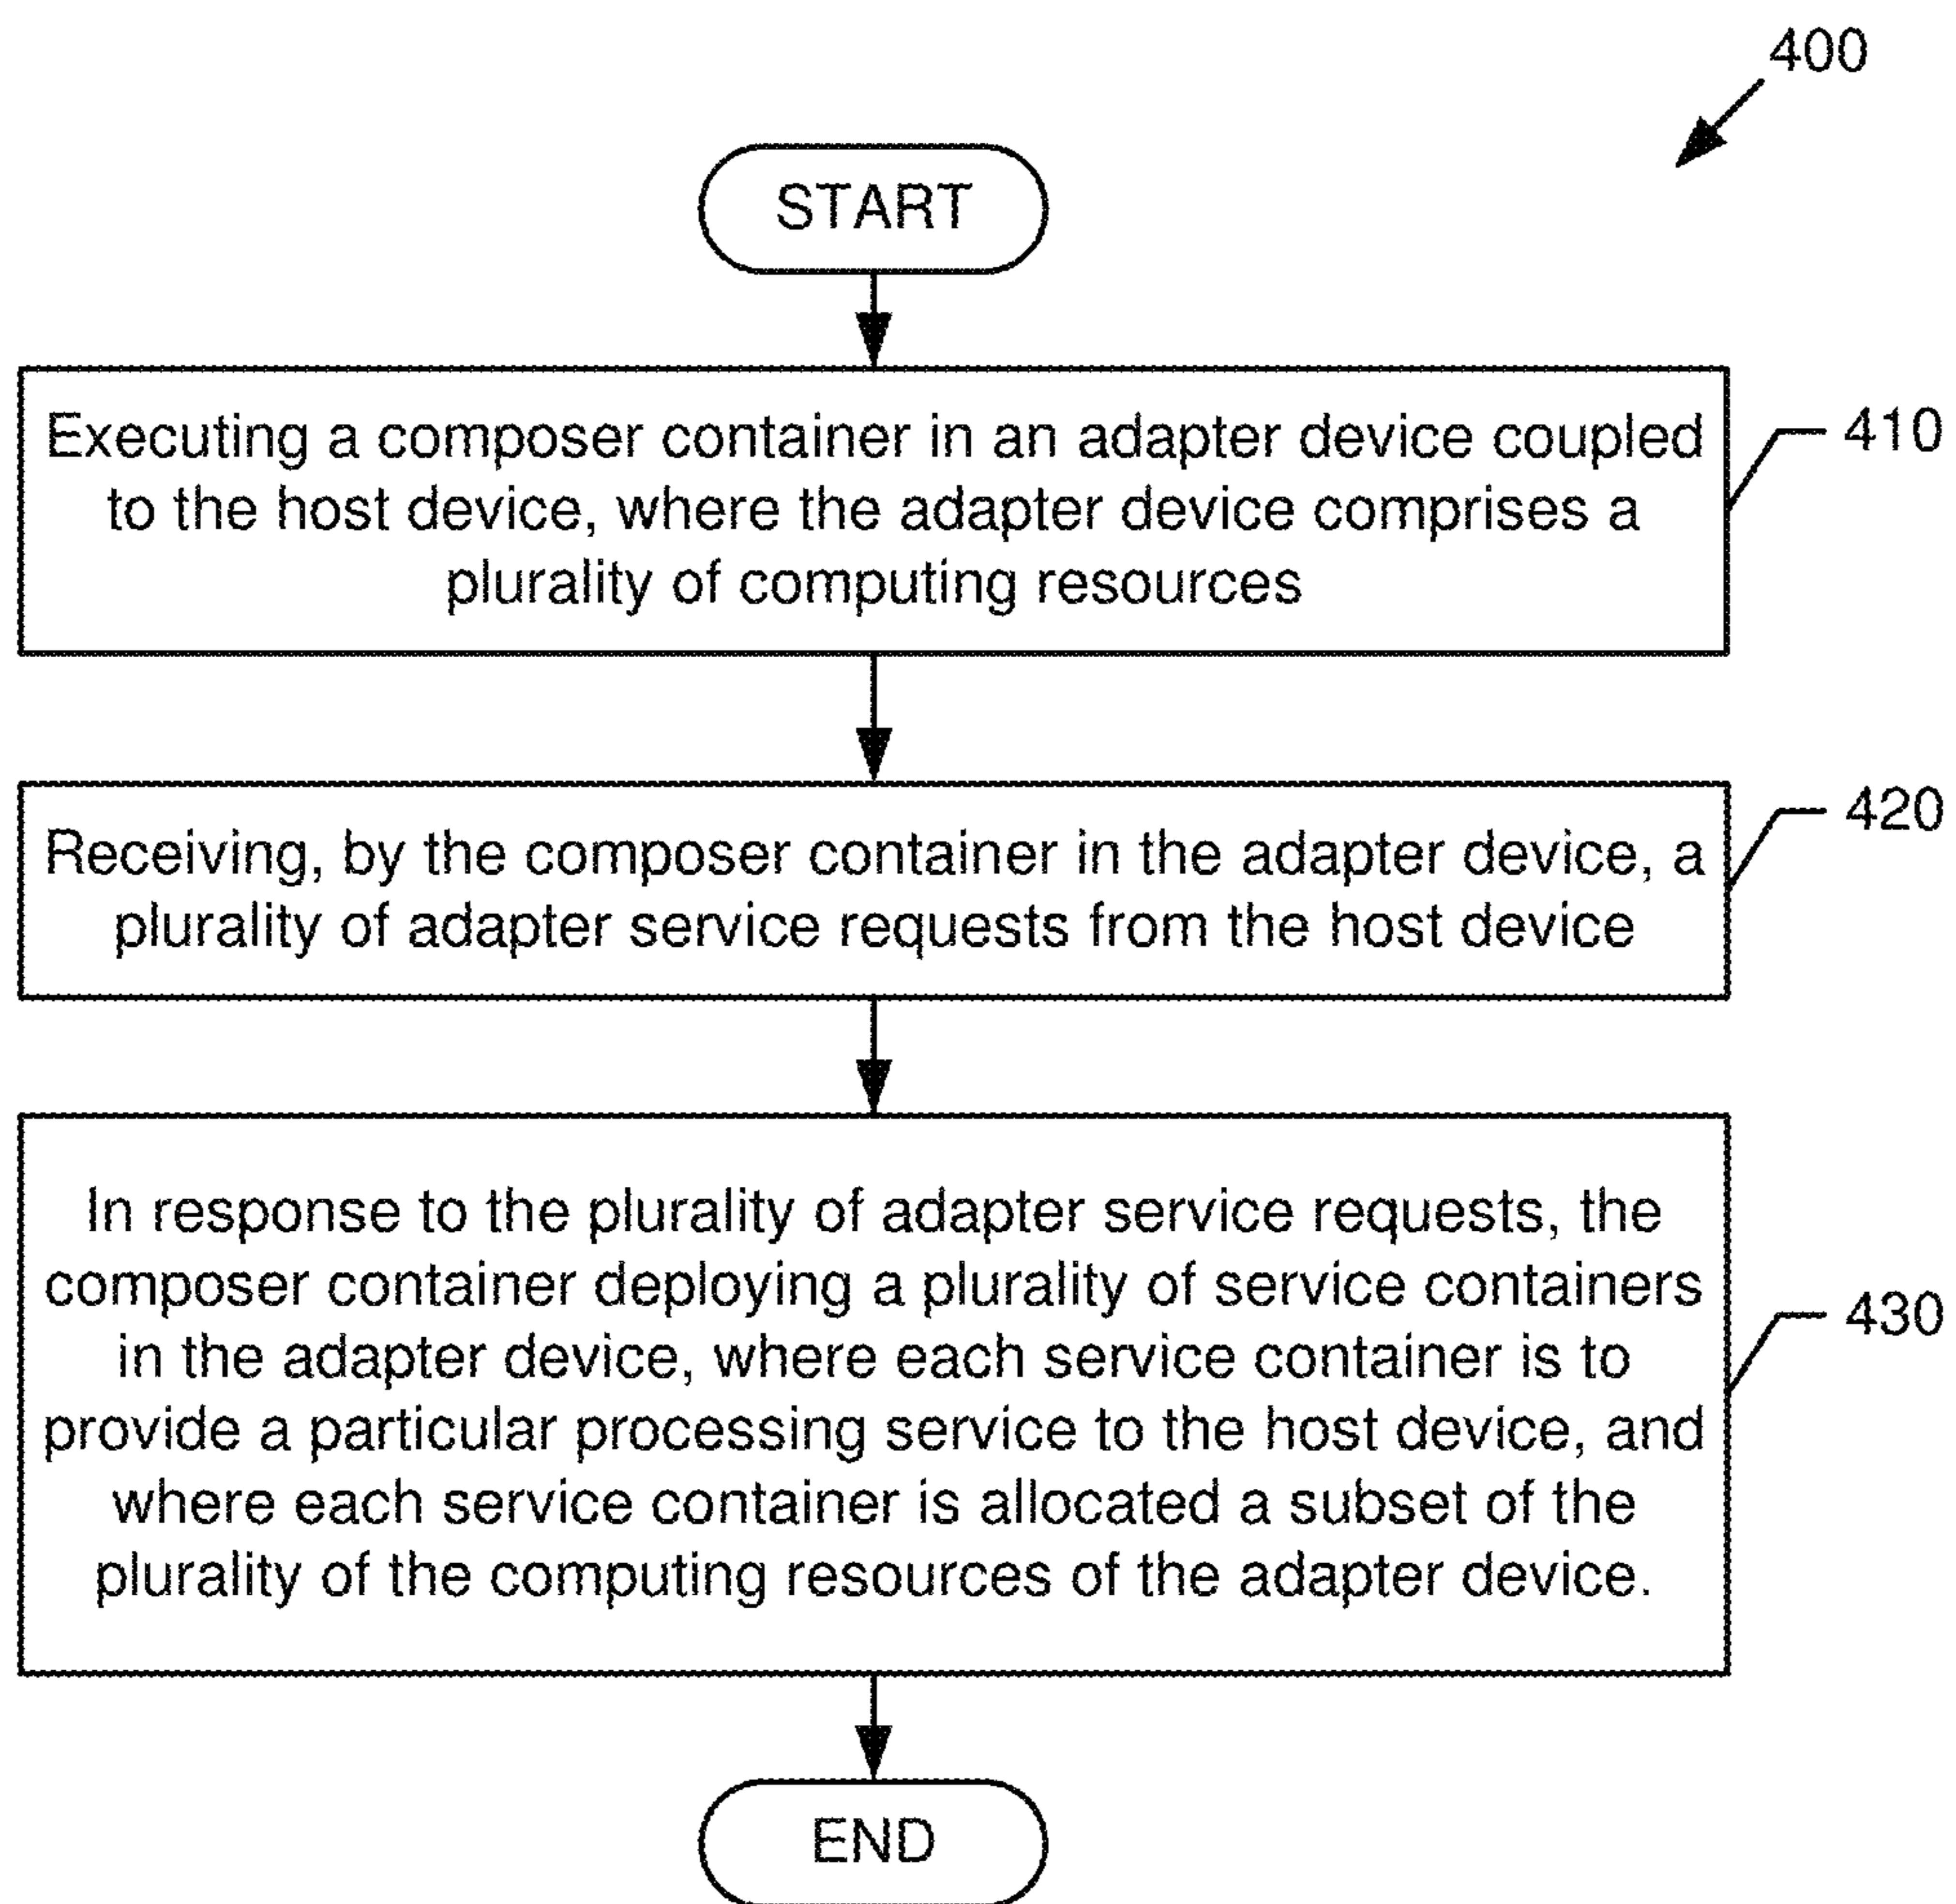 400
START
Executing a composer container in an adapter device coupled
to the host device, where the adapter device comprises a
plurality of computing resources
410
Receiving, by the composer container in the adapter device, a
plurality of adapter service requests from the host device
420
In response to the plurality of adapter service requests, the
composer container deploying a plurality of service containers
in the adapter device, where each service container is to
provide a particular processing service to the host device, and
where each service container is allocated a subset of the
plurality of the computing resources of the adapter device.
430
END